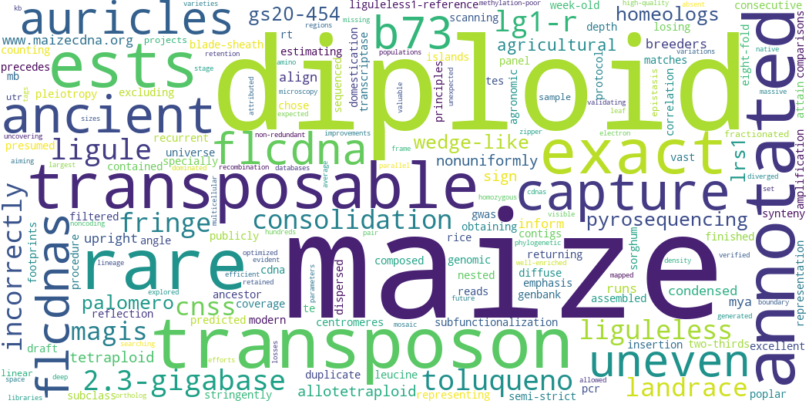 auricles
gs20-454
liguleless1-reference
methylation-poor
high-quality
varieties
kb
missing
regions
absent
week-old
variations
consecutive
www.maizecdna.org
projects
counting
blade-sheath
retention
precedes
rt
estimating
b73
populations
scanning
islands
tes
lg1-r
depth
agricultural
panel
agronomic
homeologs
losing
breeders
matches
protocol
eight-fold
attain
comparisons
ests
diploid
mb
pleiotropy
excluding
amino
stage
align
microscopy
domestication
transcriptase
sequenced
principles
valuable
unexpected
epistasis
correlation
native
massive
amplification
utr
tags
sizes
attributed
expected
chose
sample
validating
leaf
ancient
ligule
flcdna
wedge-like
exact
annotated
presumed
recurrent
universe
non-redundant
improvements
frame
zipper
electron
nonuniformly
lrs1
fractionated
uncovering
aiming
contained
specially
recombination
databases
dominates
parallel
sign
vast
set
diverged
largest
average
cdnas
homozygous
transposable
capture
incorrectly
flcdnas
filtered
footprints
procedure
fringe
consolidation
multicellular
maize
gwas
inform
pyrosequencing
synteny
noncoding
hundreds
pair
phylogenetic
visible
upright
angle
publicly
obtaining
rice
contigs
returning
finished
boundary
lineage
optimized
evident
rare
cdna
genomic
diffuse
emphasis
sorghum
mapped
density
verified
retained
efficient
composed
nested
well-enriched
genbank
runs
mya
representation
palomero
cnss
coverage
ancestor
te
dispersed
parameters
reads
future
assembled
condensed
reflection
explored
modern
centromeres
mosaic
subfunctionalization
generated
magis
predicted
efforts
losses
transposon
liguleless
draft
tetraploid
searching
insertion
two-thirds
excellent
linear
space
deep
2.3-gigabase
duplicate
leucine
toluqueno
uneven
subclass
ortholog
allotetraploid
pcr
landrace
libraries
stringently
representing
semi-strict
allowed
poplar